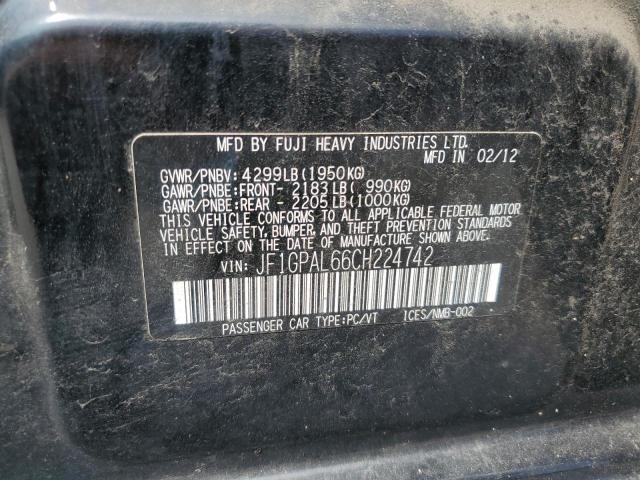 MFD BY FUJI HEAVY INDUSTRIES LTD.
MFD IN 02/12
GVWR/PNBV: 4299LB(1950KG)
GAWR/PNBE:FRONT- 2183LB( 990KG)
GAWR/PNBE:REAR - 2205LB(1000KG)
THIS VEHICLE CONFORMS TO ALL APPLICABLE FEDERAL MOTOR
VEHICLE SAFETY, BUMPER, AND THEFT PREVENTION STANDARDS
IN EFFECT ON THE DATE OF MANUFACTURE SHOWN ABOVE.
VIN: JF1GPAL66CH224742
PASSENGER CAR TYPE:PC/VT ICES/NMB-002